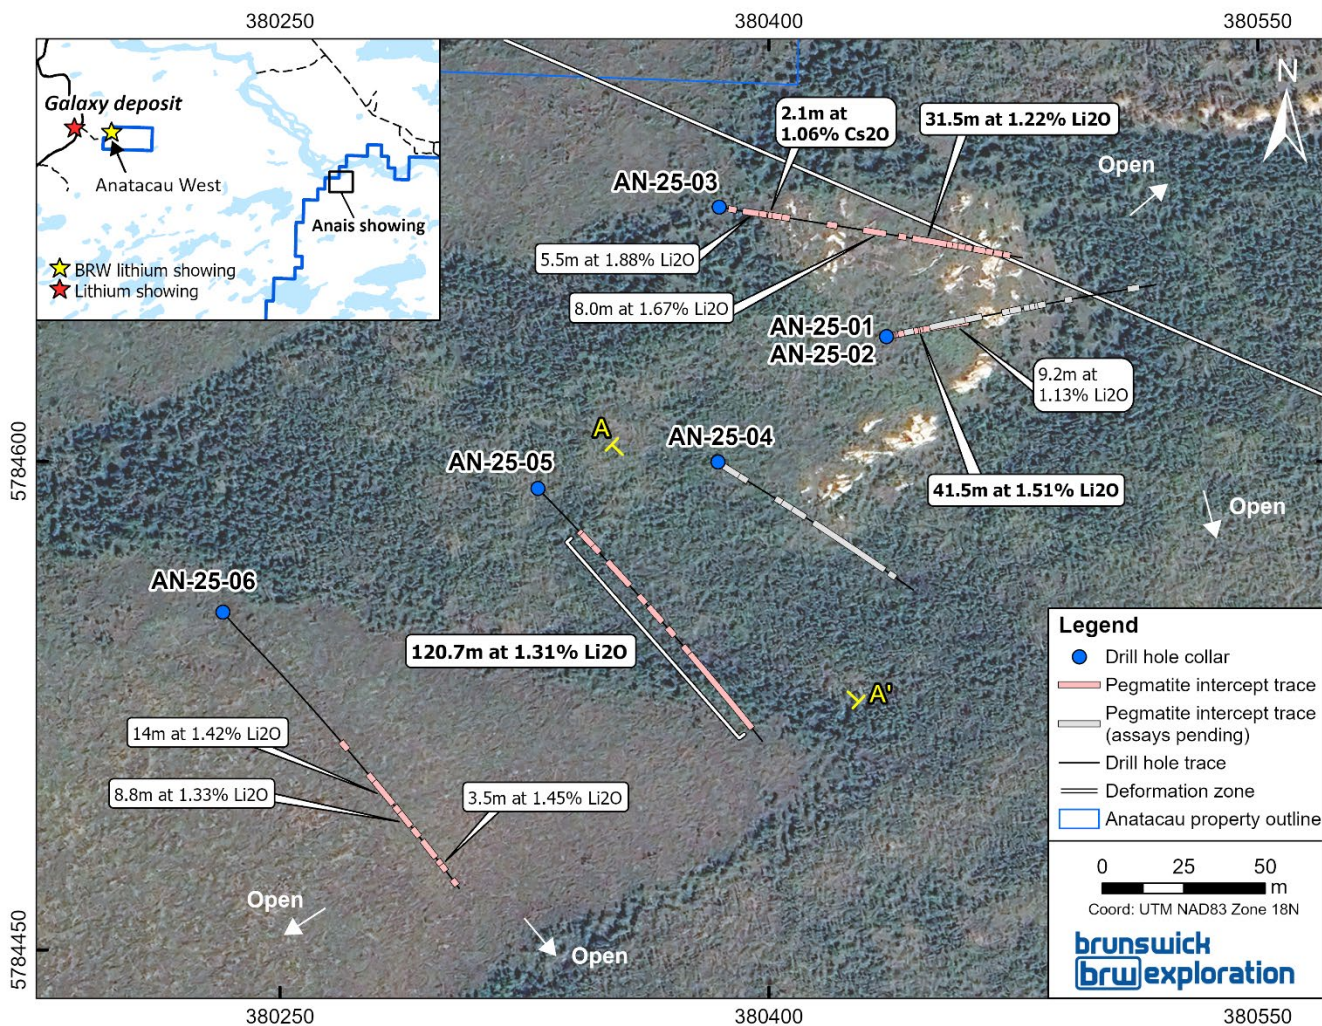 380250
380400
380550
Galaxy deposit
Anatacau West
Anais showing
BRW lithium showing
Lithium showing
N
2.1m at
1.06% Cs2O
31.5m at 1.22% Li2O
Open
AN-25-03
5.5m at 1.88% Li2O
8.0m at 1.67% Li2O
AN-25-01
AN-25-02
9.2m at
1.13% Li2O
41.5m at 1.51% Li2O
5784600
A
AN-25-04
AN-25-05
Open
AN-25-06
120.7m at 1.31% Li2O
A'
14m at 1.42% Li2O
8.8m at 1.33% Li2O
3.5m at 1.45% Li2O
Open
Open
5784450
Legend
Drill hole collar
Pegmatite intercept trace
Pegmatite intercept trace
(assays pending)
Drill hole trace
Deformation zone
Anatacau property outline
0 25 50
m
Coord: UTM NAD83 Zone 18N
brunswick
brw exploration
380250
380400
380550